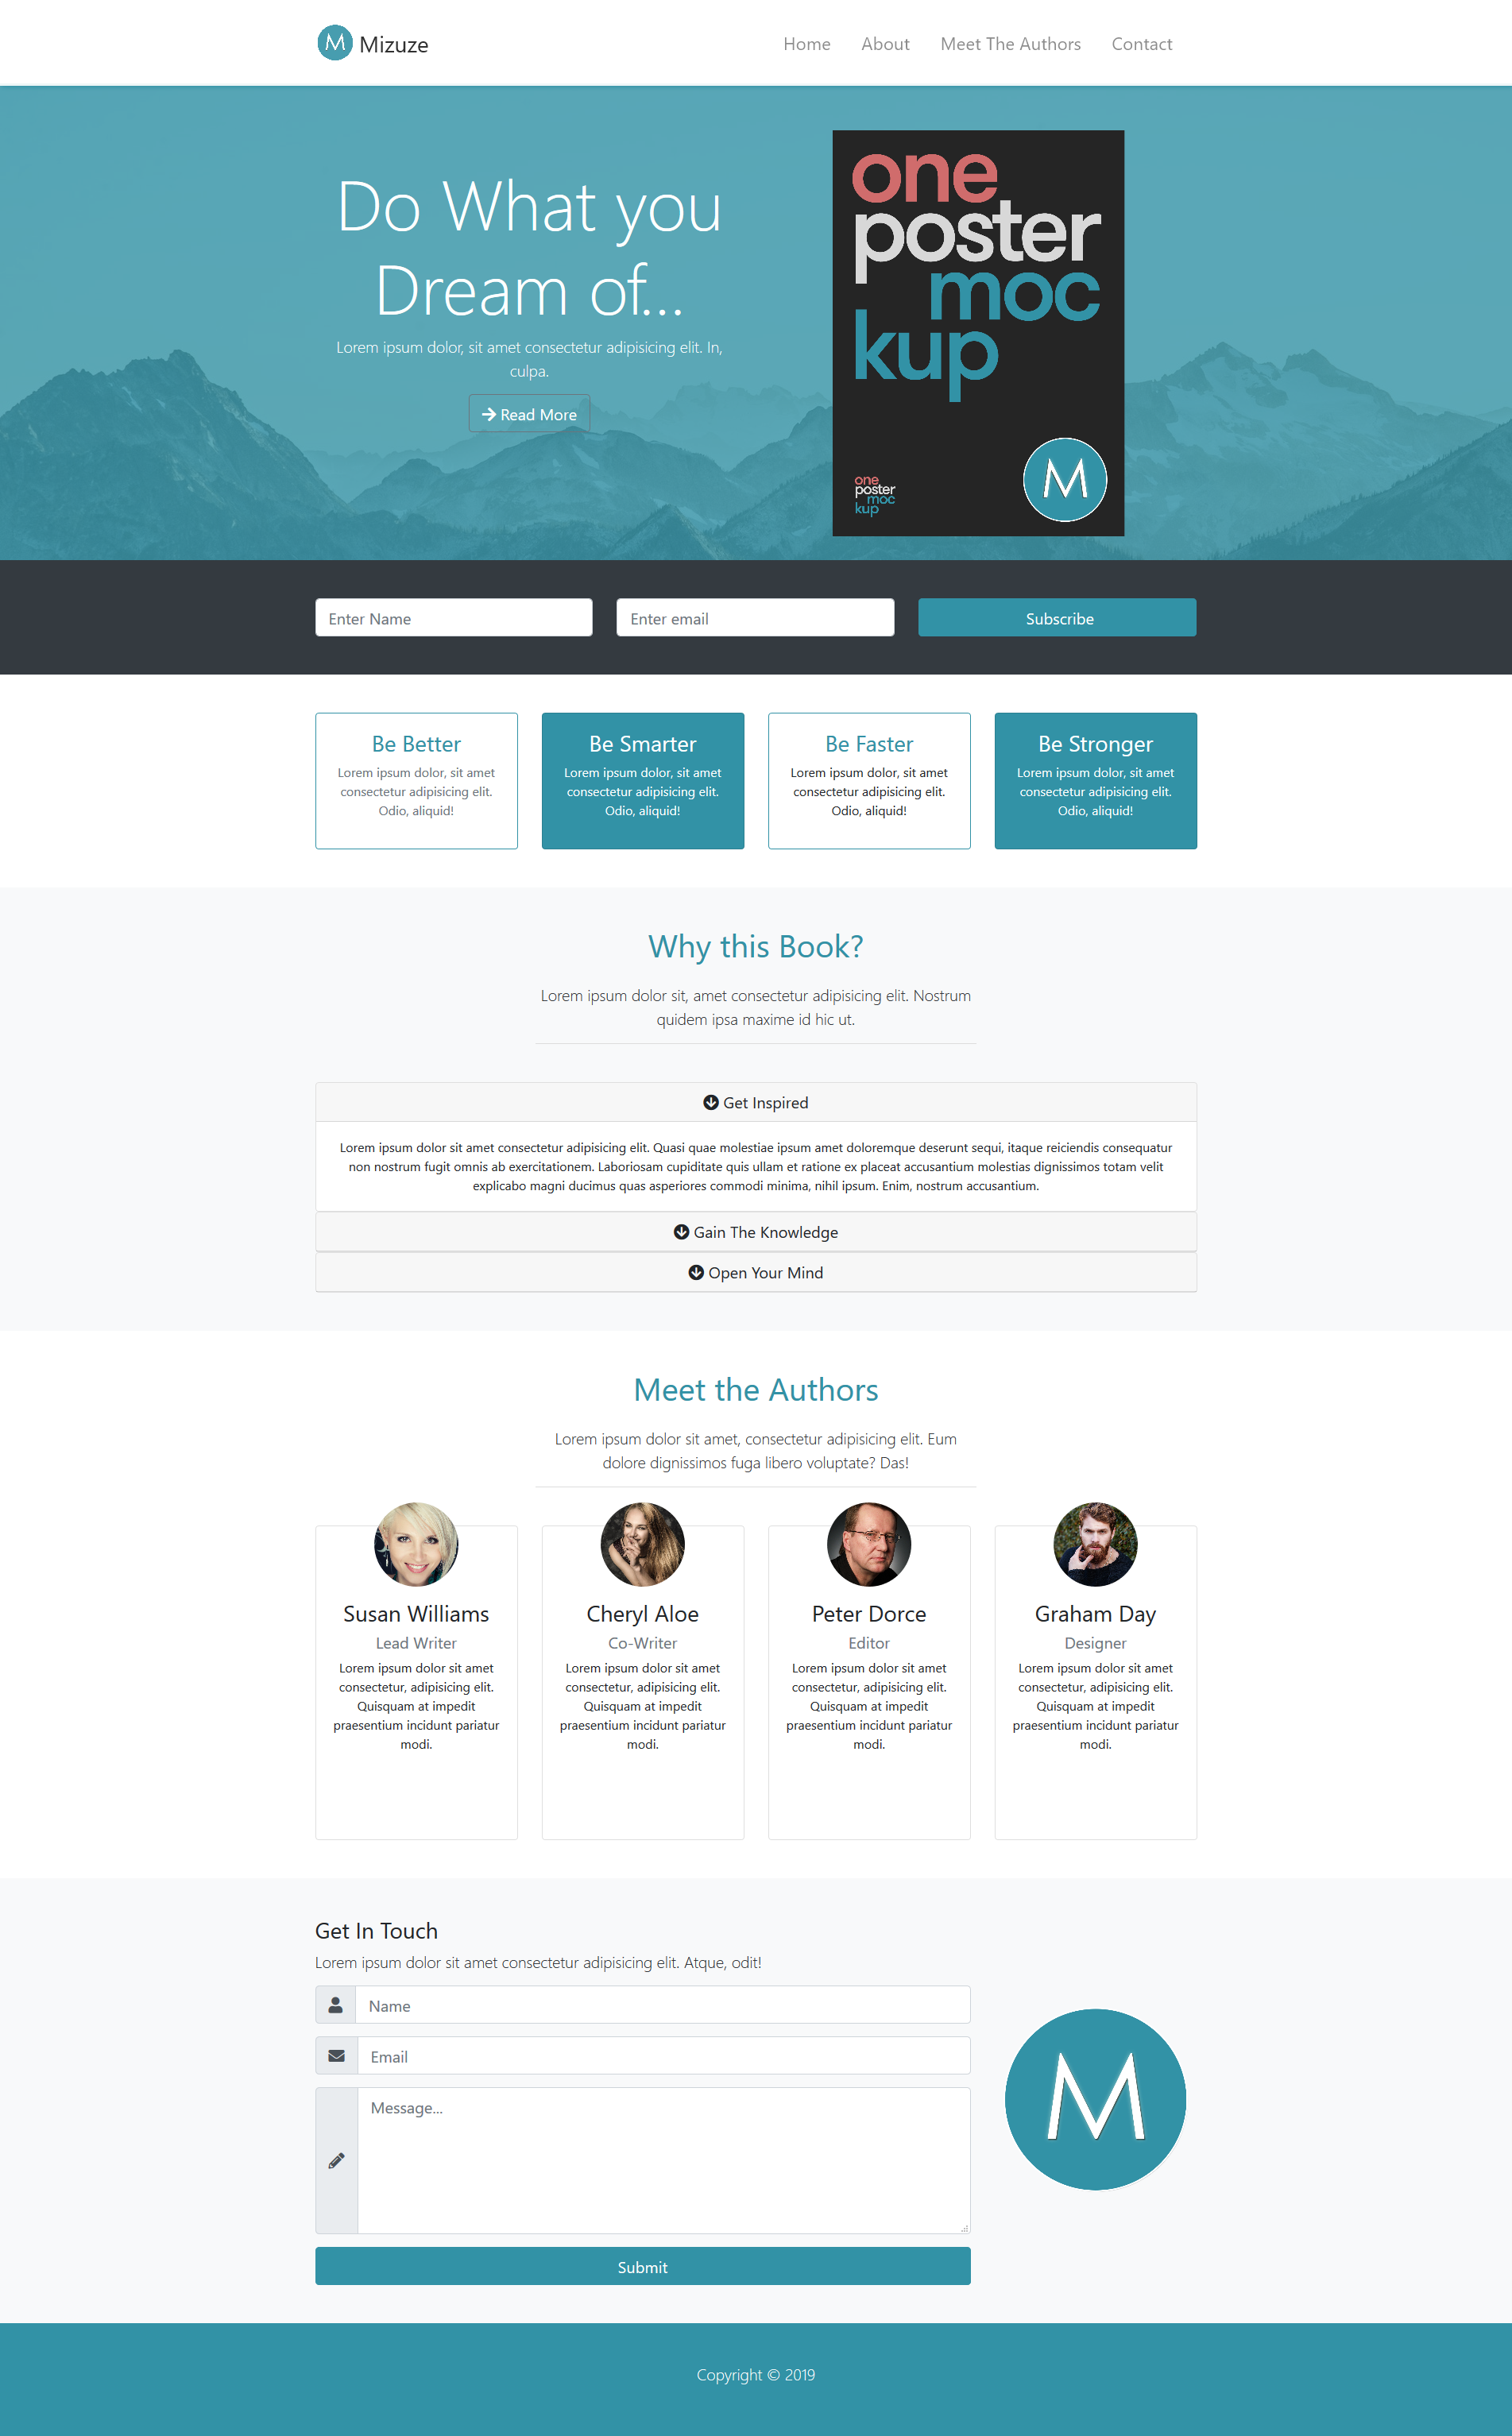 M Mizuze
Home About Meet The Authors Contact
Do What you
Dream of...
Lorem ipsum dolor, sit amet consectetur adipisicing elit. In,
culpa.
Read More
one
poster
moc
kup
one
poster
moc
kup
M
Enter Name
Enter email
Subscribe
Be Better
Lorem ipsum dolor, sit amet
consectetur adipisicing elit.
Odio, aliquid!
Be Smarter
Lorem ipsum dolor, sit amet
consectetur adipisicing elit.
Odio, aliquid!
Be Faster
Lorem ipsum dolor, sit amet
consectetur adipisicing elit.
Odio, aliquid!
Be Stronger
Lorem ipsum dolor, sit amet
consectetur adipisicing elit.
Odio, aliquid!
Why this Book?
Lorem ipsum dolor sit, amet consectetur adipisicing elit. Nostrum
quidem ipsa maxime id hic ut.
Get Inspired
Lorem ipsum dolor sit amet consectetur adipisicing elit. Quasi quae molestiae ipsum amet doloremque deserunt sequi, itaque reiciendis consequatur
non nostrum fugit omnis ab exercitationem. Laboriosam cupiditate quis ullam et ratione ex placeat accusantium molestias dignissimos totam velit
explicabo magni ducimus quas asperiores commodi minima, nihil ipsum. Enim, nostrum accusantium.
Gain The Knowledge
Open Your Mind
Meet the Authors
Lorem ipsum dolor sit amet, consectetur adipisicing elit. Eum
dolore dignissimos fuga libero voluptate? Das!
Susan Williams
Lead Writer
Lorem ipsum dolor sit amet
consectetur, adipisicing elit.
Quisquam at impedit
praesentium incidunt pariatur
modi.
Cheryl Aloe
Co-Writer
Lorem ipsum dolor sit amet
consectetur, adipisicing elit.
Quisquam at impedit
praesentium incidunt pariatur
modi.
Peter Dorce
Editor
Lorem ipsum dolor sit amet
consectetur, adipisicing elit.
Quisquam at impedit
praesentium incidunt pariatur
modi.
Graham Day
Designer
Lorem ipsum dolor sit amet
consectetur, adipisicing elit.
Quisquam at impedit
praesentium incidunt pariatur
modi.
Get In Touch
Lorem ipsum dolor sit amet consectetur adipisicing elit. Atque, odit!
Name
Email
Message...
Submit
M
Copyright © 2019